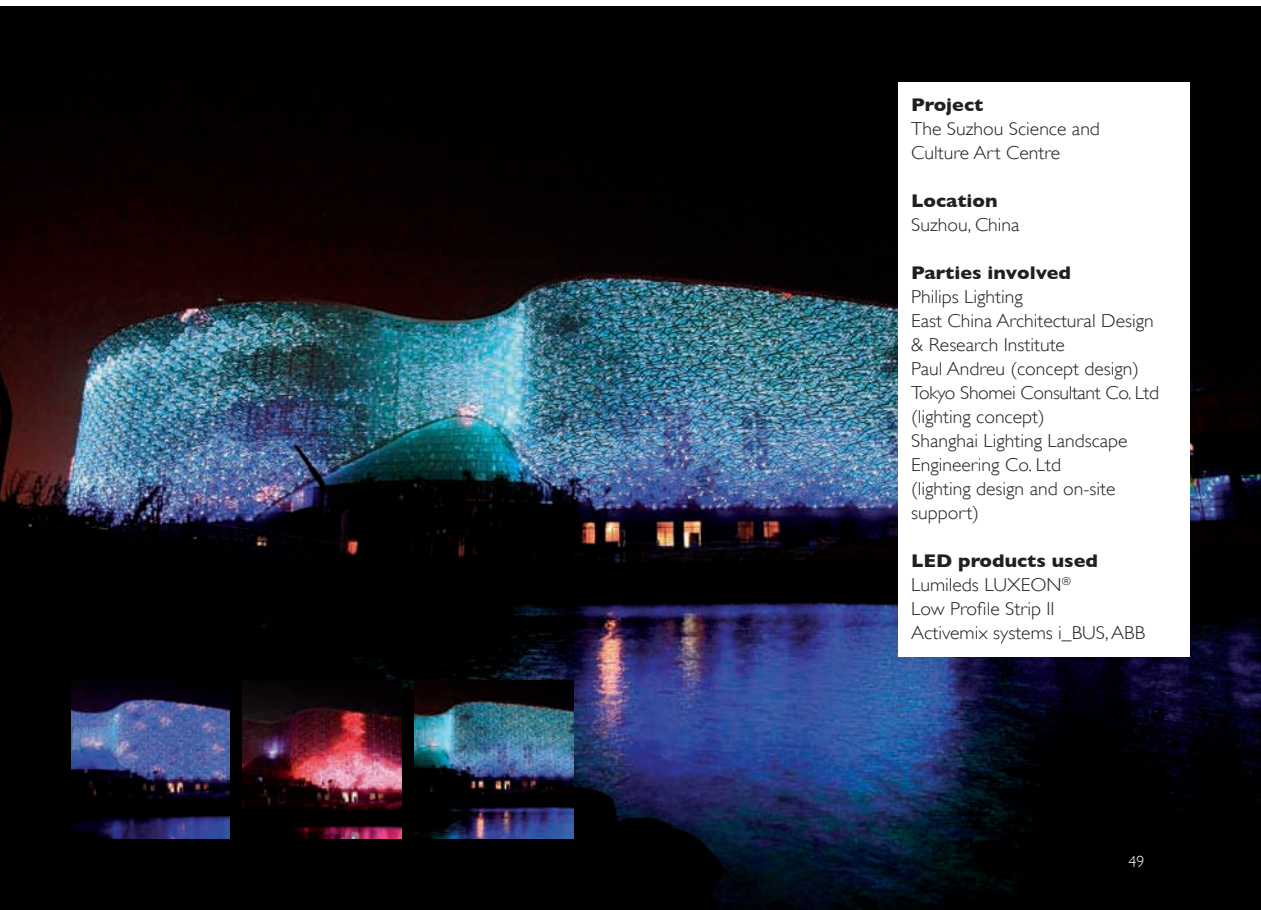 Project
The Suzhou Science and
Culture Art Centre
Location
Suzhou, China
Parties involved
Philips Lighting
East China Architectural Design
& Research Institute
Paul Andreu (concept design)
Tokyo Shomei Consultant Co. Ltd
(lighting concept)
Shanghai Lighting Landscape
Engineering Co. Ltd
(lighting design and on-site
support)
LED products used
Lumileds LUXEON®
Low Profile Strip II
Activemix systems i_BUS, ABB
49